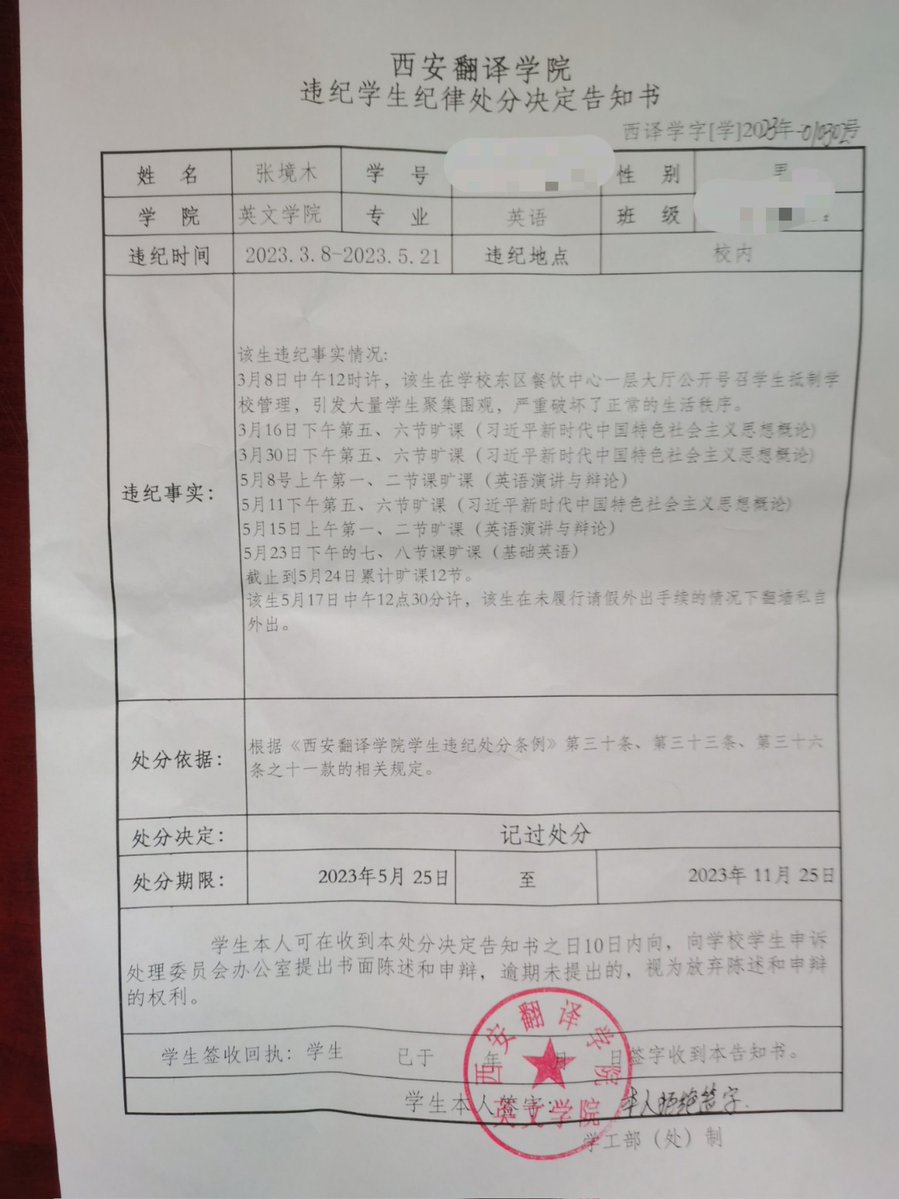 西安翻译学院
违纪学生纪律处分决定告知书
西译学字[学]2023年-010302号
姓 名 张境木 学 号 性 别 男
学 院 英文学院 专 业 英语 班 级
违纪时间 2023.3.8-2023.5.21 违纪地点 校内
违纪事实:
该生违纪事实情况:
3月8日中午12时许，该生在学校东区餐饮中心一层大厅公开号召学生抵制学
校管理，引发大量学生聚集围观，严重破坏了正常的生活秩序。
3月16日下午第五、六节旷课（习近平新时代中国特色社会主义思想概论）
3月30日下午第五、六节旷课（习近平新时代中国特色社会主义思想概论）
5月8号上午第一、二节课旷课（英语演讲与辩论）
5月11下午第五、六节旷课（习近平新时代中国特色社会主义思想概论）
5月15日上午第一、二节旷课（英语演讲与辩论）
5月23日下午的七、八节课旷课（基础英语）
截止到5月24日累计旷课12节。
该生5月17日中午12点30分许，该生在未履行请假外出手续的情况下翻墙私自
外出。
处分依据:
根据《西安翻译学院学生违纪处分条例》第三十条、第三十三条、第三十六
条之十一款的相关规定。
处分决定: 记过处分
处分期限: 2023年5月 25日 至 2023年 11月 25日
学生本人可在收到本处分决定告知书之日10日内向，向学校学生申诉
处理委员会办公室提出书面陈述和申辩，逾期未提出的，视为放弃陈述和申辩
的权利。
学生签收回执: 学生 已于 年 月 日签字收到本告知书。
学生本人签字: 本人拒绝签字.
西安翻译学院
英文学院
学工部（处）制